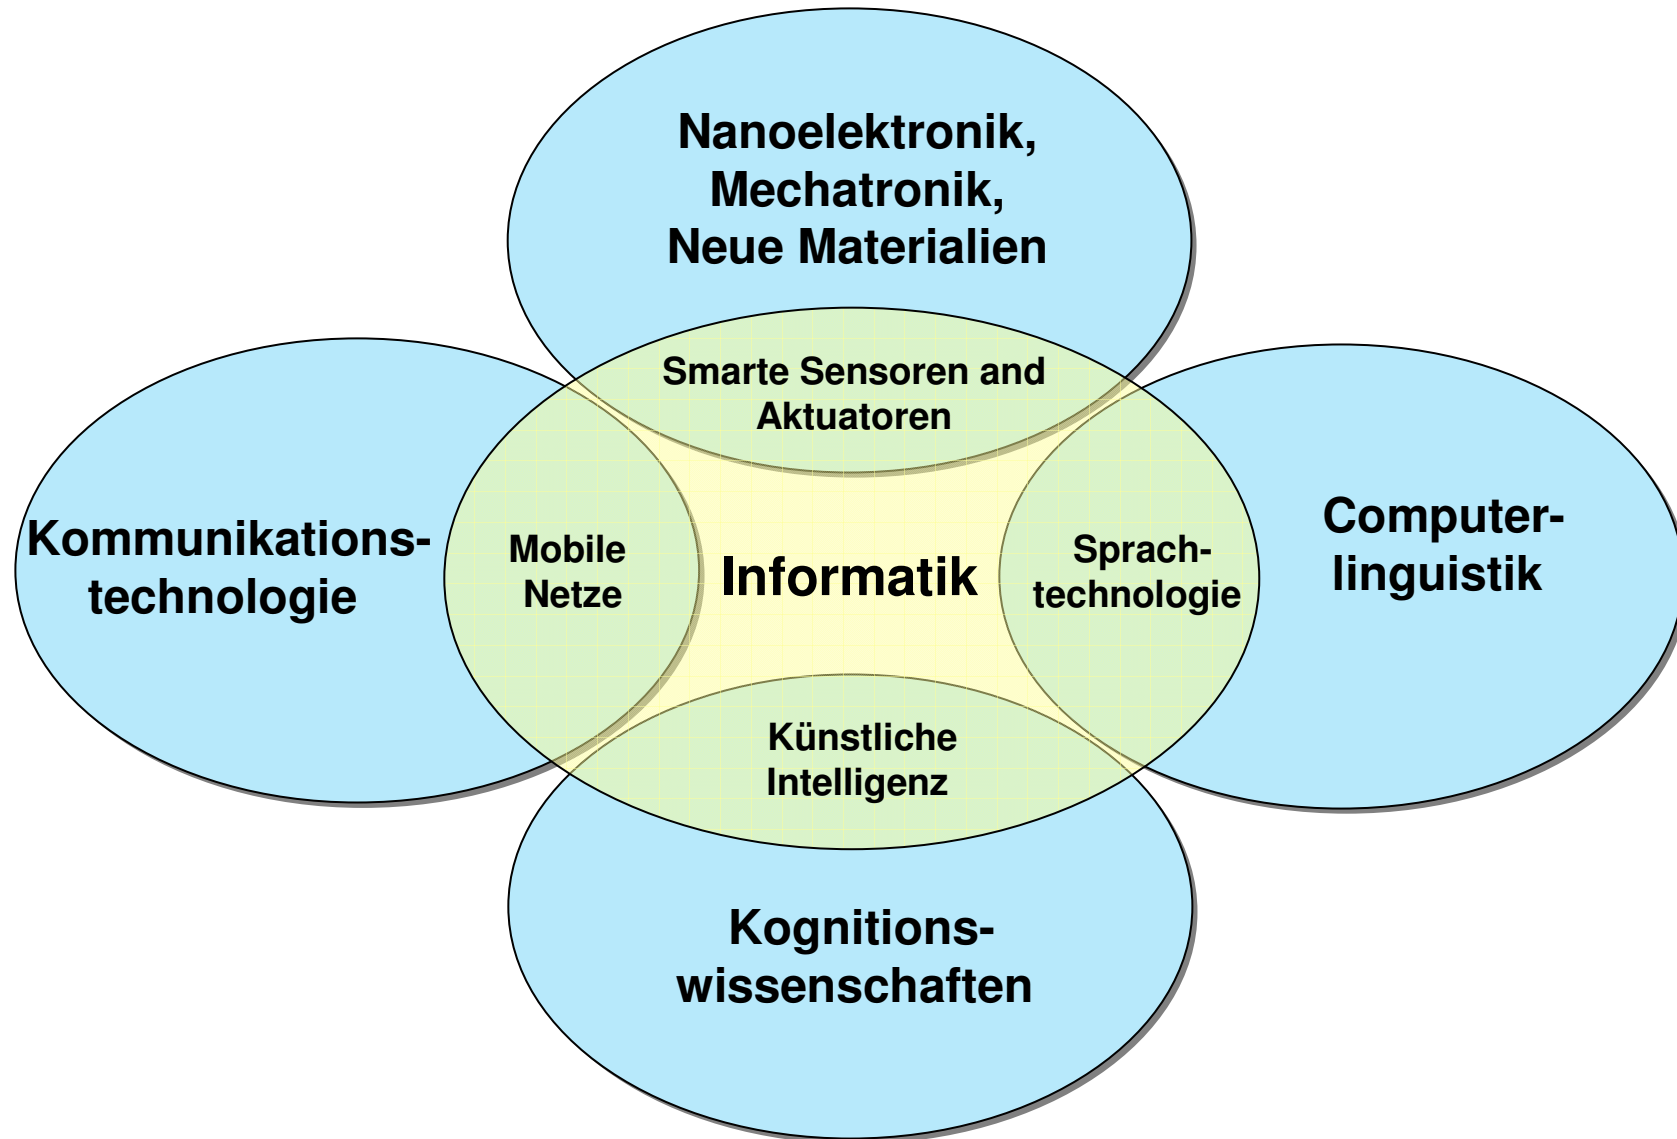 Nanoelektronik,
Mechatronik,
Neue Materialien
Smarte Sensoren and
Aktuatoren
Kommunikations-
technologie
Mobile
Netze
Informatik
Sprach-
technologie
Computer-
linguistik
Künstliche
Intelligenz
Kognitions-
wissenschaften